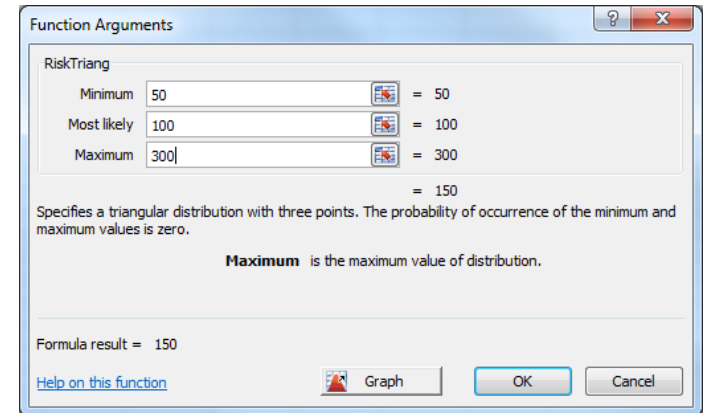 Function Arguments
RiskTriang
Minimum 50 = 50
Most likely 100 = 100
Maximum 300 = 300
= 150
Specifies a triangular distribution with three points. The probability of occurrence of the minimum and
maximum values is zero.
Maximum is the maximum value of distribution.
Formula result = 150
Help on this function Graph OK Cancel